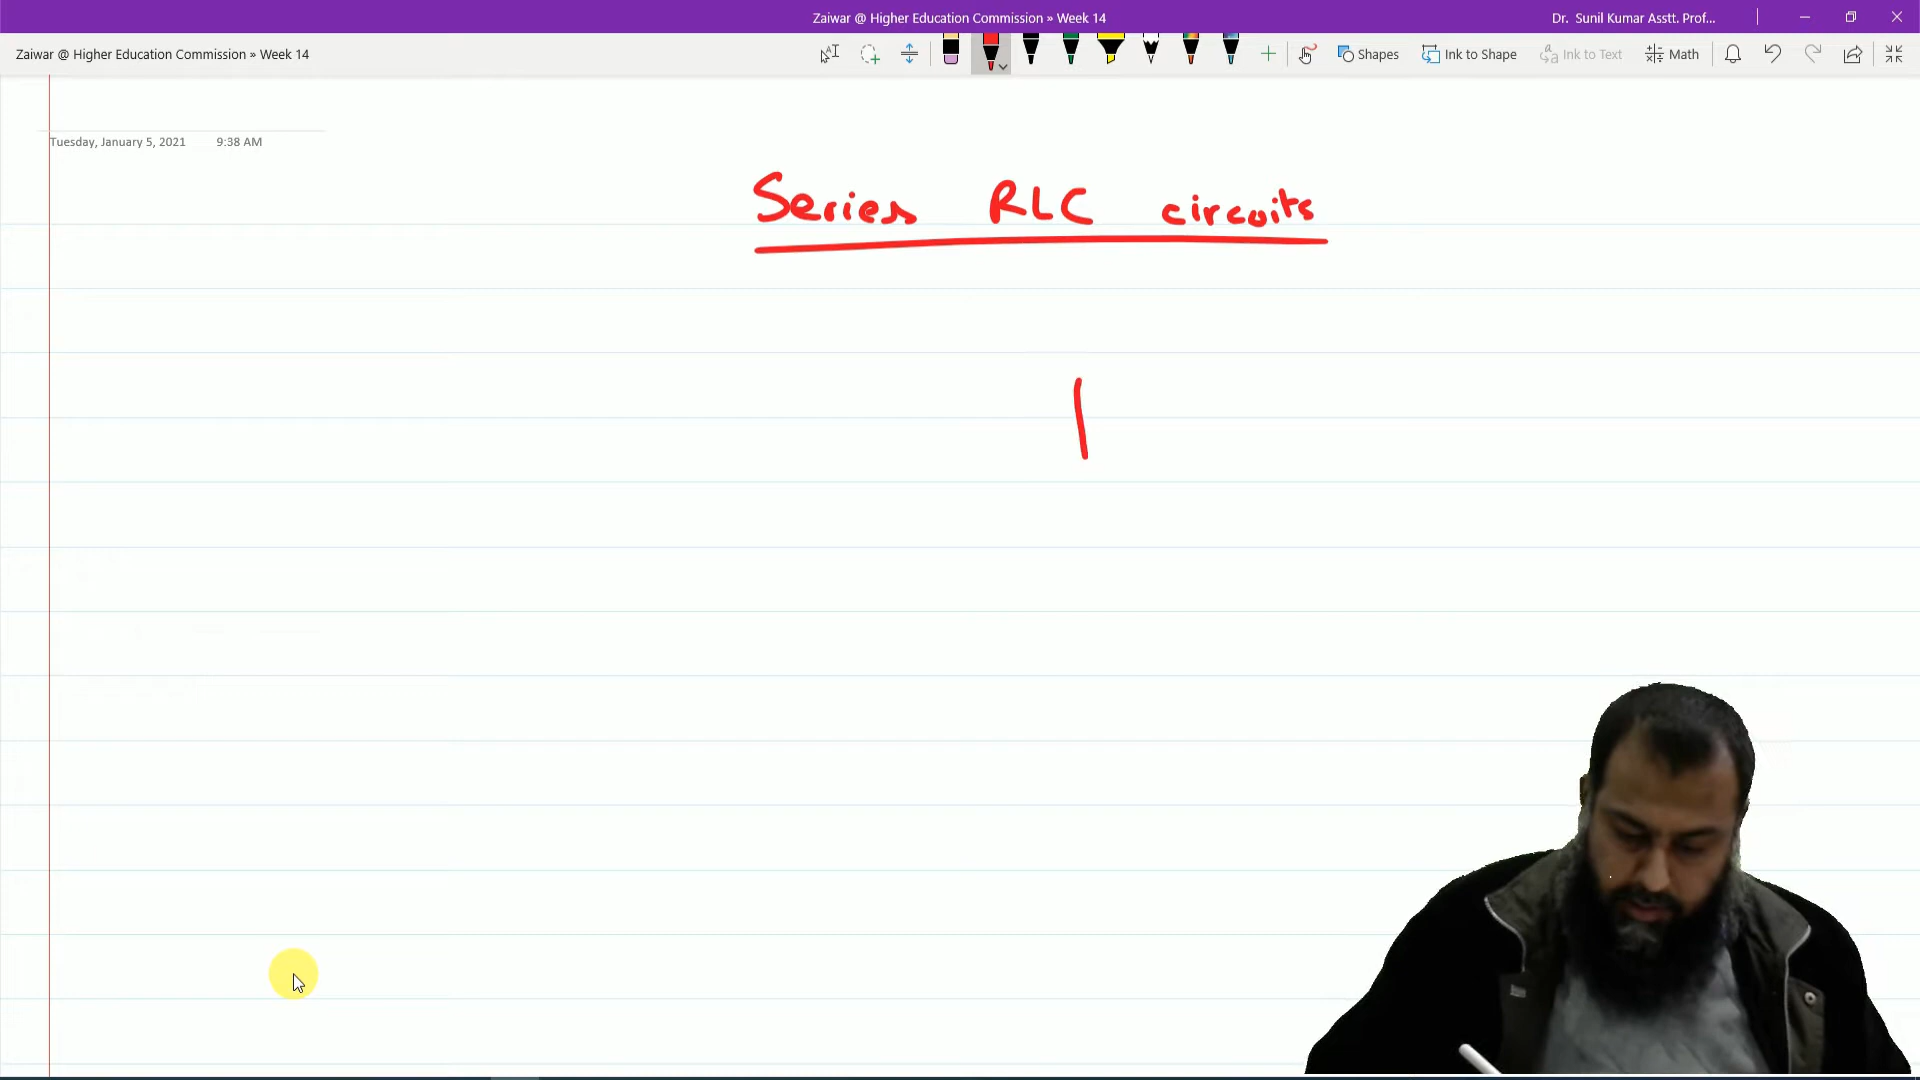 Zaiwar @ Higher Education Commission » Week 14
Dr. Sunil Kumar Asstt. Prof...
Zaiwar @ Higher Education Commission » Week 14
Shapes
Ink to Shape
Ink to Text
Math
Tuesday, January 5, 2021 9:38 AM
Series RLC circuits